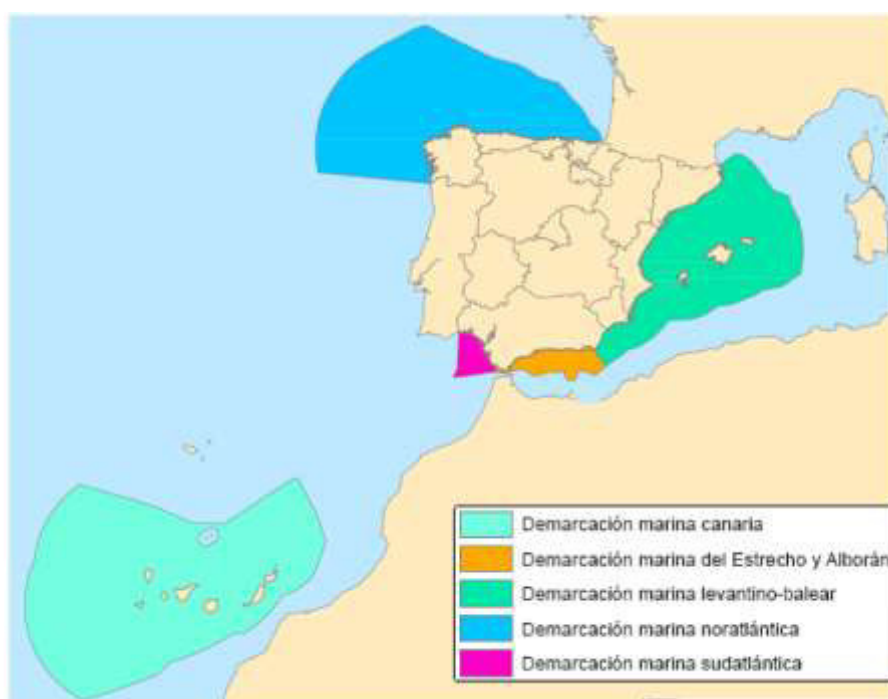 Demarcación marina canaria
Demarcación marina del Estrecho y Alborán
Demarcación marina levantino-balear
Demarcación marina noratlántica
Demarcación marina sudatlántica